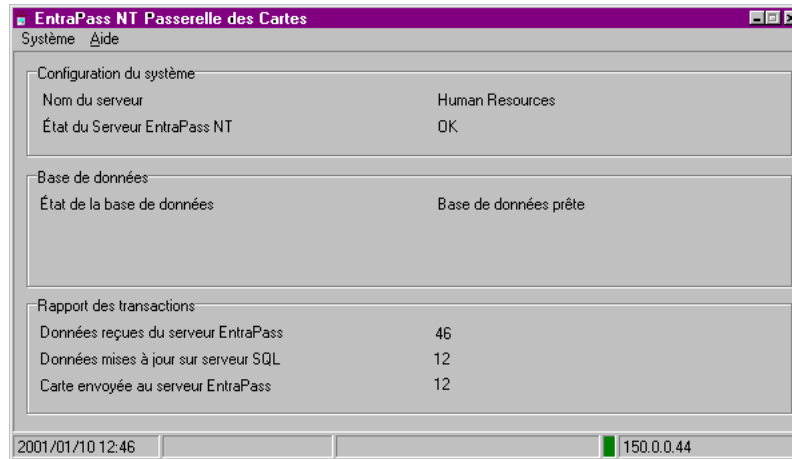 EntraPass NT Passerelle des Cartes
Système Aide
Configuration du système
Nom du serveur Human Resources
État du Serveur EntraPass NT OK
Base de données
État de la base de données Base de données prête
Rapport des transactions
Données reçues du serveur EntraPass 46
Données mises à jour sur serveur SQL 12
Carte envoyée au serveur EntraPass 12
2001/01/10 12:46 150.0.0.44